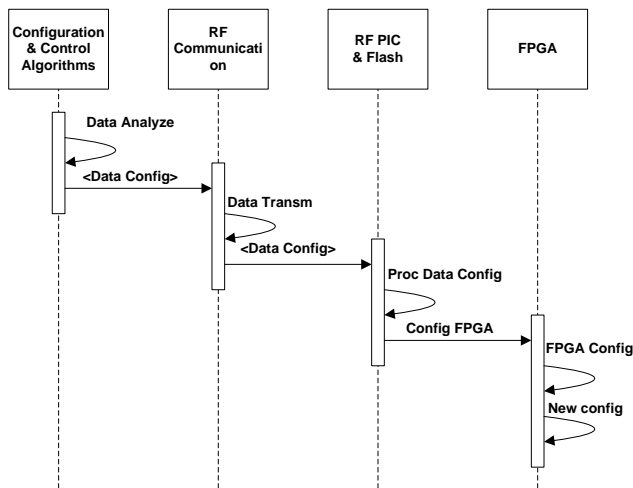 Configuration
& Control
Algorithms
RF
Communicati
on
RF PIC
& Flash
FPGA
Data Analyze
<Data Config>
Data Transm
<Data Config>
Proc Data Config
Config FPGA
FPGA Config
New config